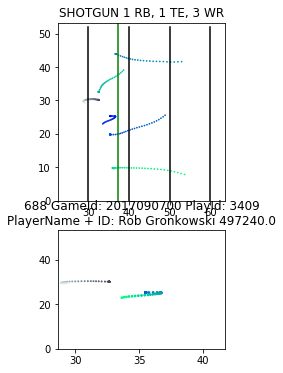 SHOTGUN 1 RB, 1 TE, 3 WR
50
40
30
20
10
0
30 40 50 60
688 GameId: 2017090700 PlayId: 3409
PlayerName + ID: Rob Gronkowski 497240.0
40
20
0
30 35 40